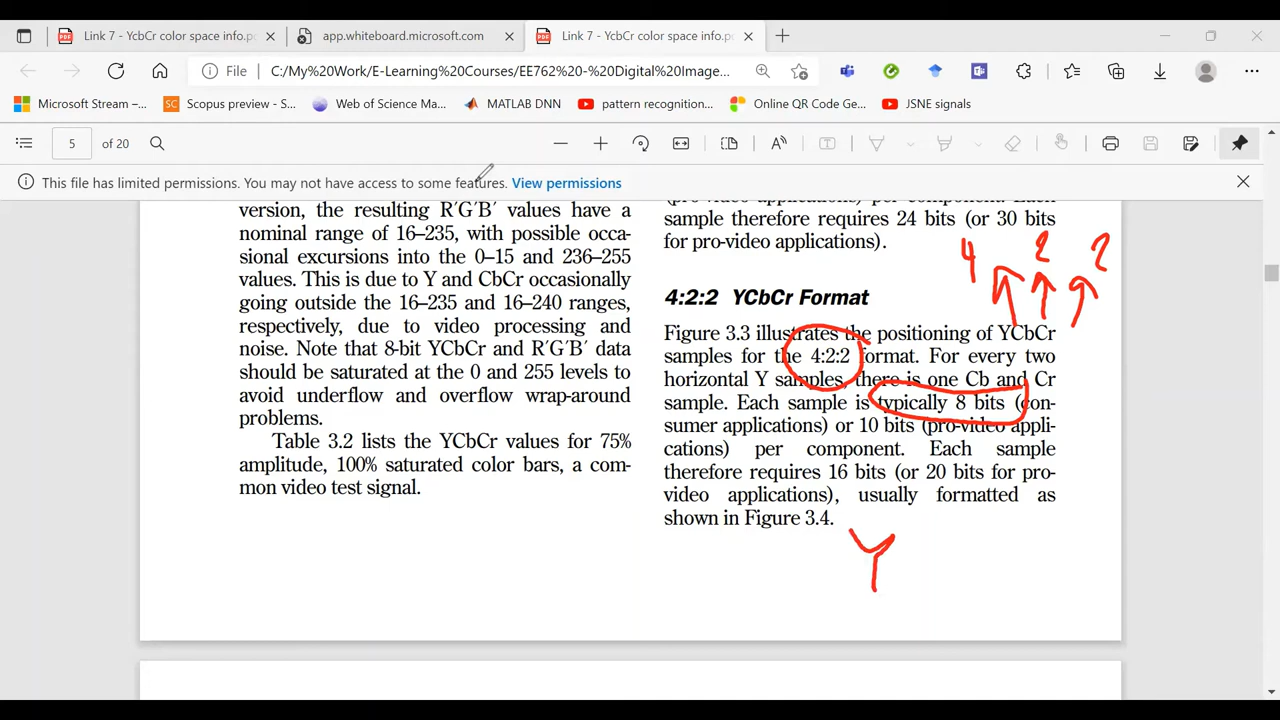 Link 7 - YcbCr color space info.pc
app.whiteboard.microsoft.com
Link 7 - YcbCr color space info.pc
File
C:/My%20Work/E-Learning%20Courses/EE762%20-%20Digital%20Image...
Microsoft Stream –...
Scopus preview - S...
Web of Science Ma...
MATLAB DNN
pattern recognition...
Online QR Code Ge...
JSNE signals
5 of 20
This file has limited permissions. You may not have access to some features. View permissions
version, the resulting R´G´B´ values have a
nominal range of 16–235, with possible occa-
sional excursions into the 0–15 and 236–255
values. This is due to Y and CbCr occasionally
going outside the 16–235 and 16–240 ranges,
respectively, due to video processing and
noise. Note that 8-bit YCbCr and R´G´B´ data
should be saturated at the 0 and 255 levels to
avoid underflow and overflow wrap-around
problems.
Table 3.2 lists the YCbCr values for 75%
amplitude, 100% saturated color bars, a com-
mon video test signal.
(pro-video applications) per component. Each
sample therefore requires 24 bits (or 30 bits
for pro-video applications).
4 2 2
4:2:2 YCbCr Format
Figure 3.3 illustrates the positioning of YCbCr
samples for the 4:2:2 format. For every two
horizontal Y samples, there is one Cb and Cr
sample. Each sample is typically 8 bits (con-
sumer applications) or 10 bits (pro-video appli-
cations) per component. Each sample
therefore requires 16 bits (or 20 bits for pro-
video applications), usually formatted as
shown in Figure 3.4.
Y